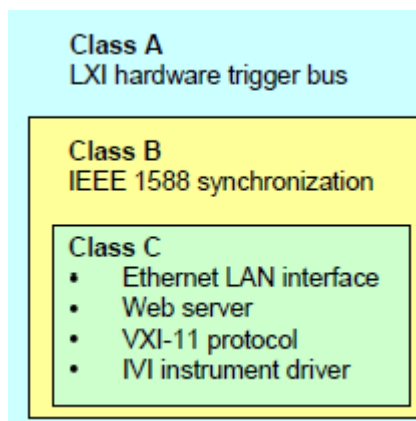 Class A
LXI hardware trigger bus
Class B
IEEE 1588 synchronization
Class C
• Ethernet LAN interface
• Web server
• VXI-11 protocol
• IVI instrument driver